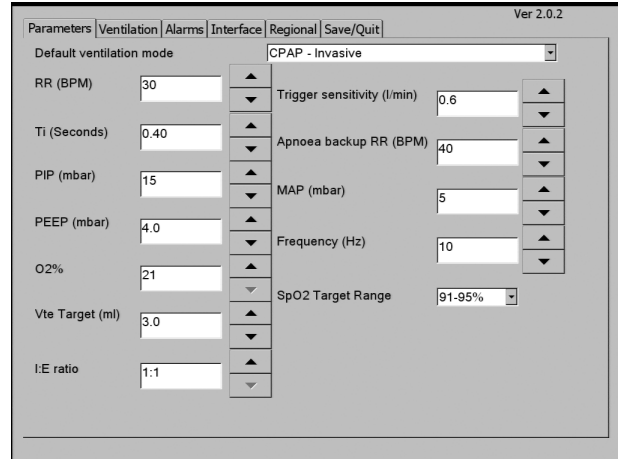 Ver 2.0.2
Parameters Ventilation Alarms Interface Regional Save/Quit
Default ventilation mode CPAP - Invasive
RR (BPM) 30
Ti (Seconds) 0.40
PIP (mbar) 15
PEEP (mbar) 4.0
O2% 21
Vte Target (ml) 3.0
I:E ratio 1:1
Trigger sensitivity (l/min) 0.6
Apnoea backup RR (BPM) 40
MAP (mbar) 5
Frequency (Hz) 10
SpO2 Target Range 91-95%